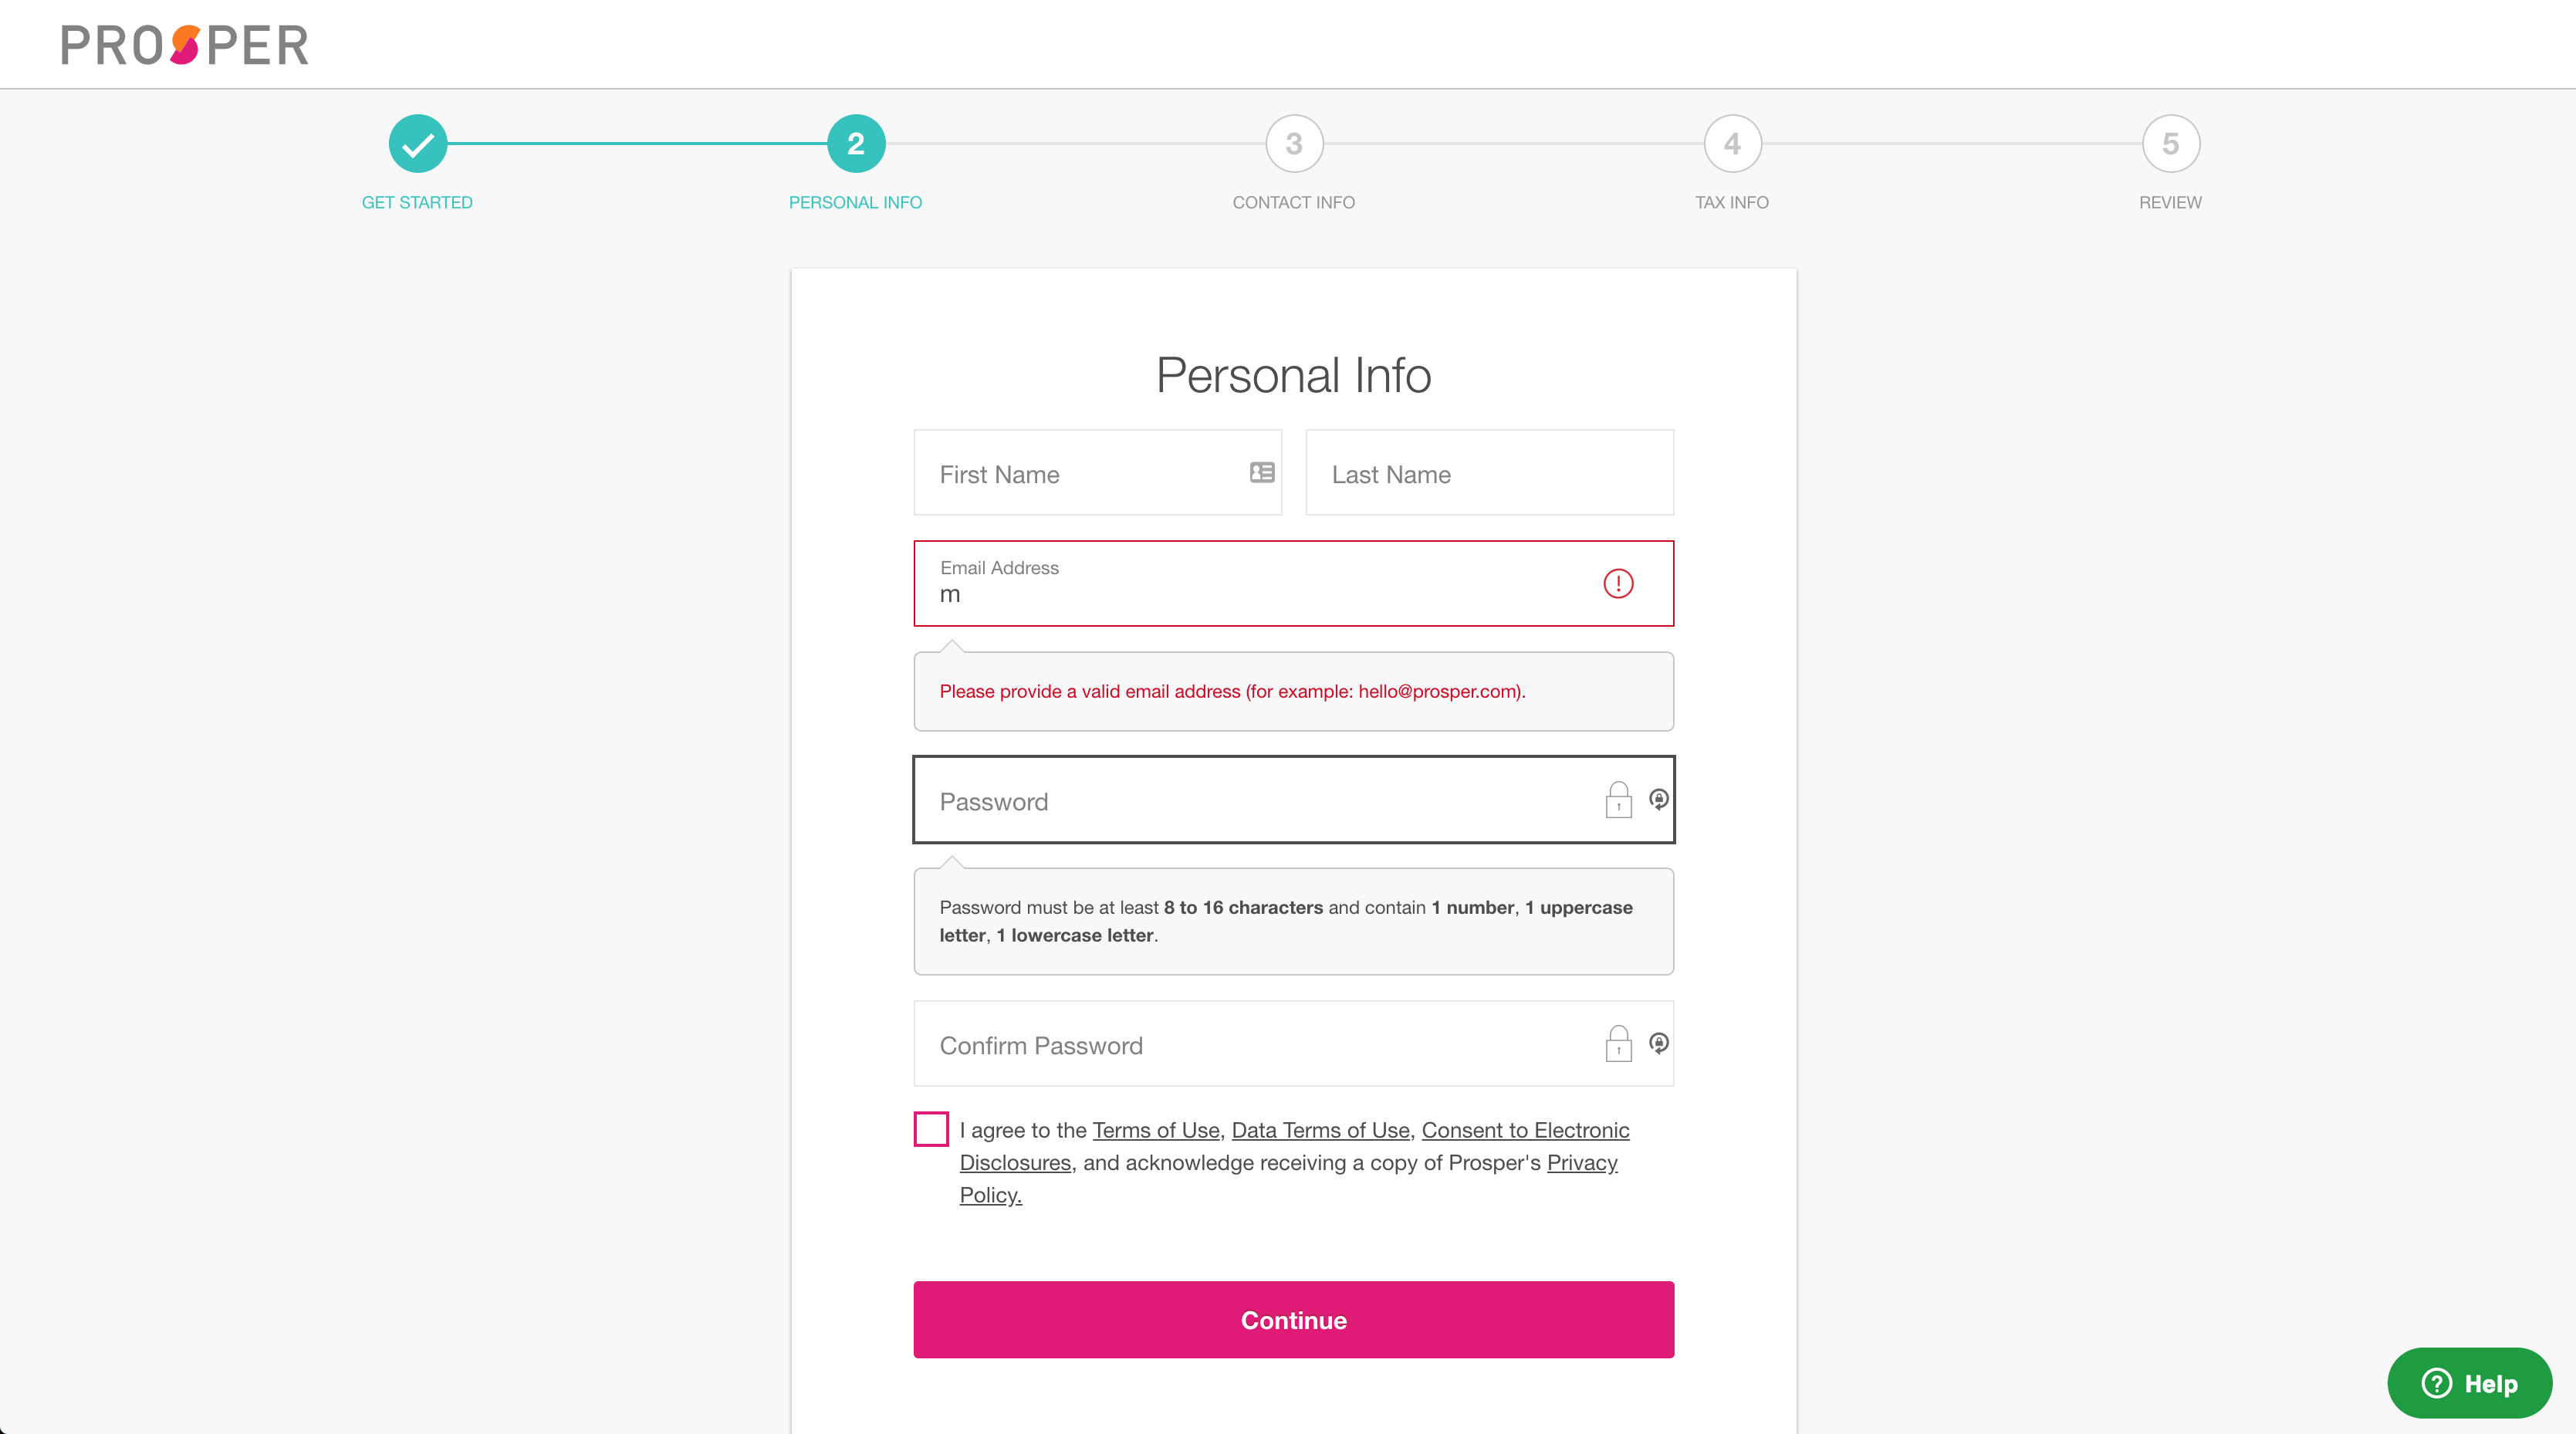 PROSPER
2
3
4
5
GET STARTED
PERSONAL INFO
CONTACT INFO
TAX INFO
REVIEW
Personal Info
First Name
Last Name
Email Address
m
Please provide a valid email address (for example: hello@prosper.com).
Password
Password must be at least 8 to 16 characters and contain 1 number, 1 uppercase
letter, 1 lowercase letter.
Confirm Password
I agree to the Terms of Use, Data Terms of Use, Consent to Electronic
Disclosures, and acknowledge receiving a copy of Prosper's Privacy
Policy.
Continue
Help